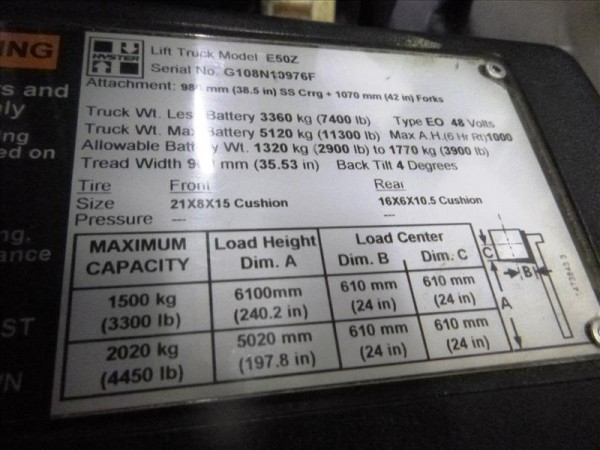 ING
rs and
ly
ing
ed on
ng.
ance
ST
WN
HYSTER
Lift Truck Model E50Z
Serial No. G108N10976F
Attachment: mm (38.5 in) SS Crrg + 1070 mm (42 in) Forks
Truck Wt. Less Battery 3360 kg (7400 lb) Type EO 48 Volts
Truck Wt. Max Battery 5120 kg (11300 lb) Max A.H.(6 Hr Rt)1000
Allowable Battery Wt. 1320 kg (2900 lb) to 1770 kg (3900 lb)
Tread Width mm (35.53 in) Back Tilt 4 Degrees
Tire Front Rear
Size 21X8X15 Cushion 16X6X10.5 Cushion
Pressure --- ---
MAXIMUM CAPACITY
Load Height Dim. A
Load Center
Dim. B Dim. C
1500 kg 6100mm 610 mm 610 mm
(3300 lb) (240.2 in) (24 in) (24 in)
2020 kg 5020 mm 610 mm 610 mm
(4450 lb) (197.8 in) (24 in) (24 in)
C
B
A